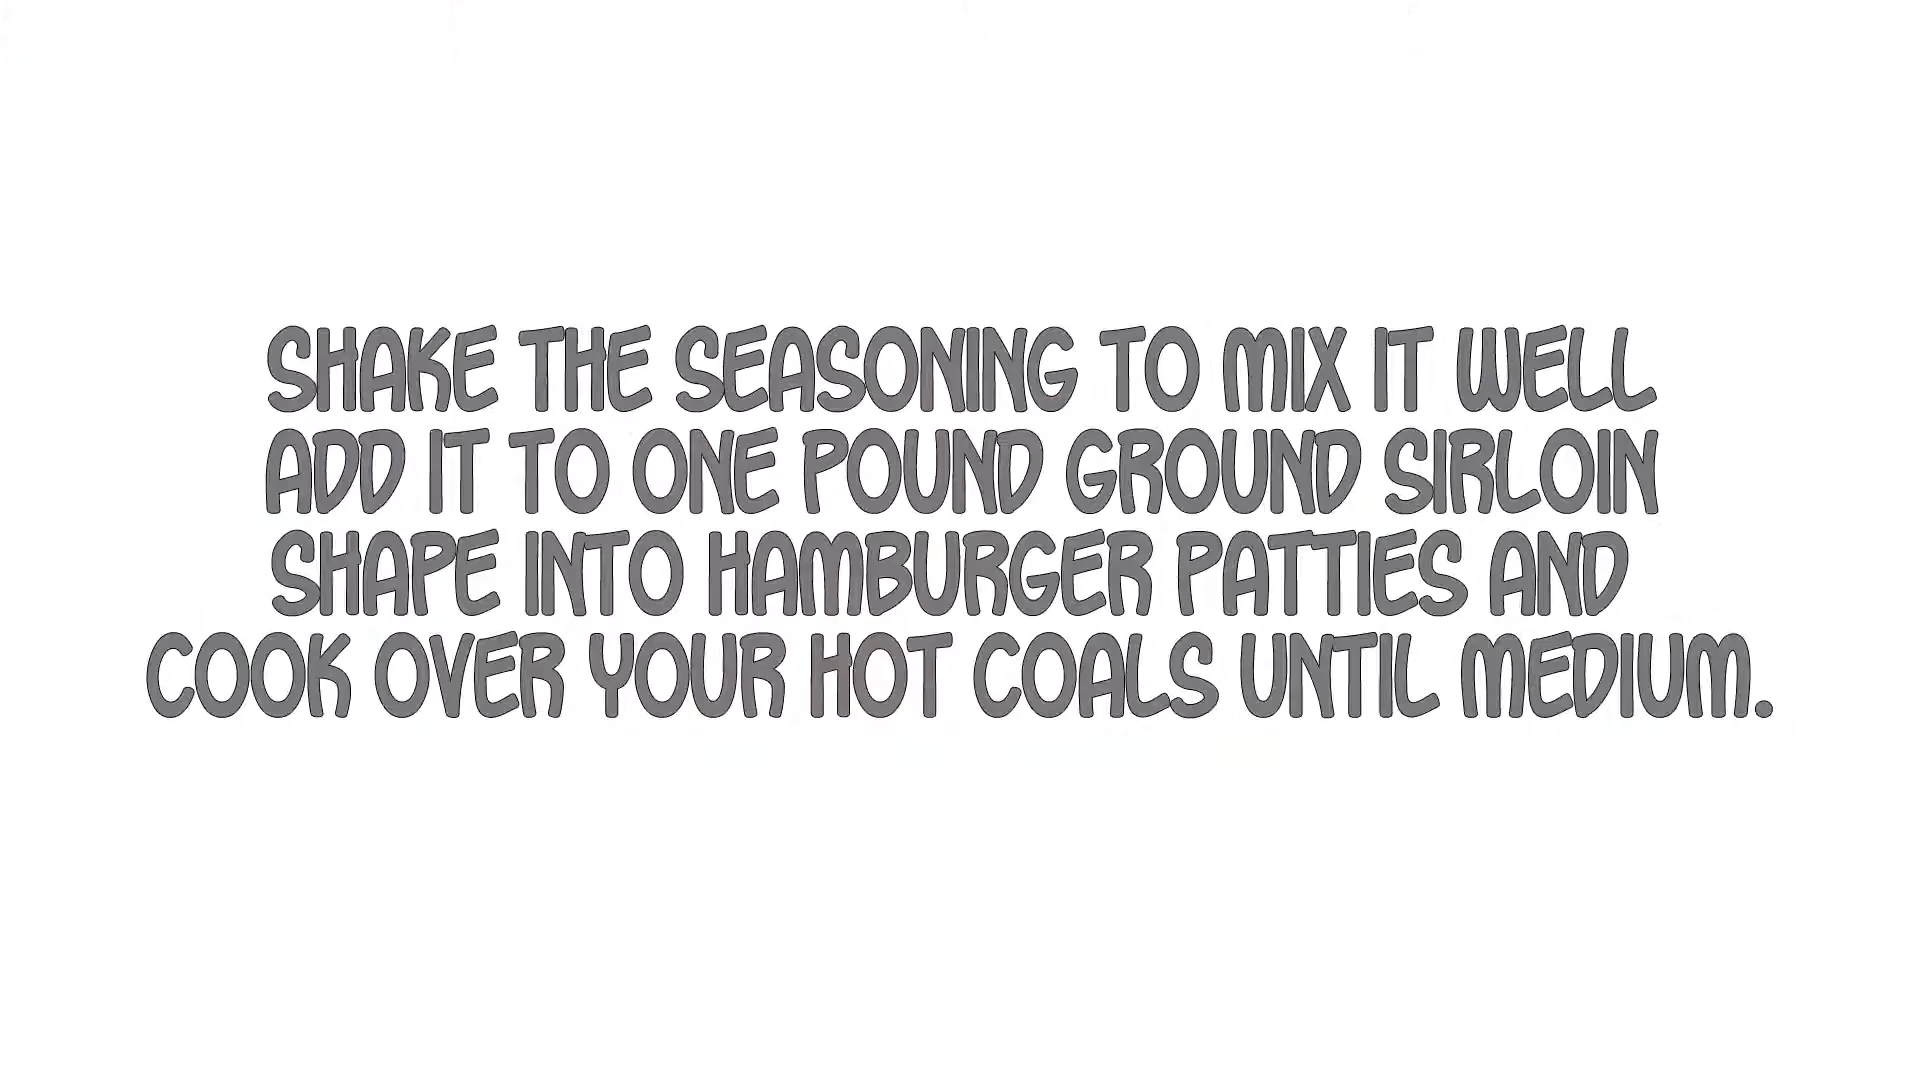 SHAKE THE SEASONING TO MIX IT WELL
ADD IT TO ONE POUND GROUND SIRLOIN
SHAPE INTO HAMBURGER PATTIES AND
COOK OVER YOUR HOT COALS UNTIL MEDIUM.